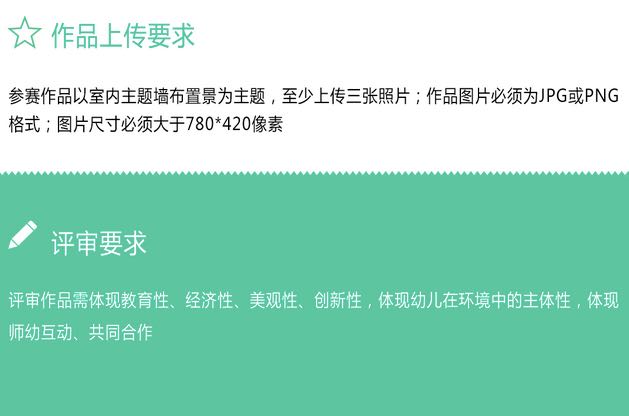 作品上传要求
参赛作品以室内主题墙布置景为主题，至少上传三张照片；作品图片必须为JPG或PNG
格式；图片尺寸必须大于780*420像素
评审要求
评审作品需体现教育性、经济性、美观性、创新性，体现幼儿在环境中的主体性，体现
师幼互动、共同合作